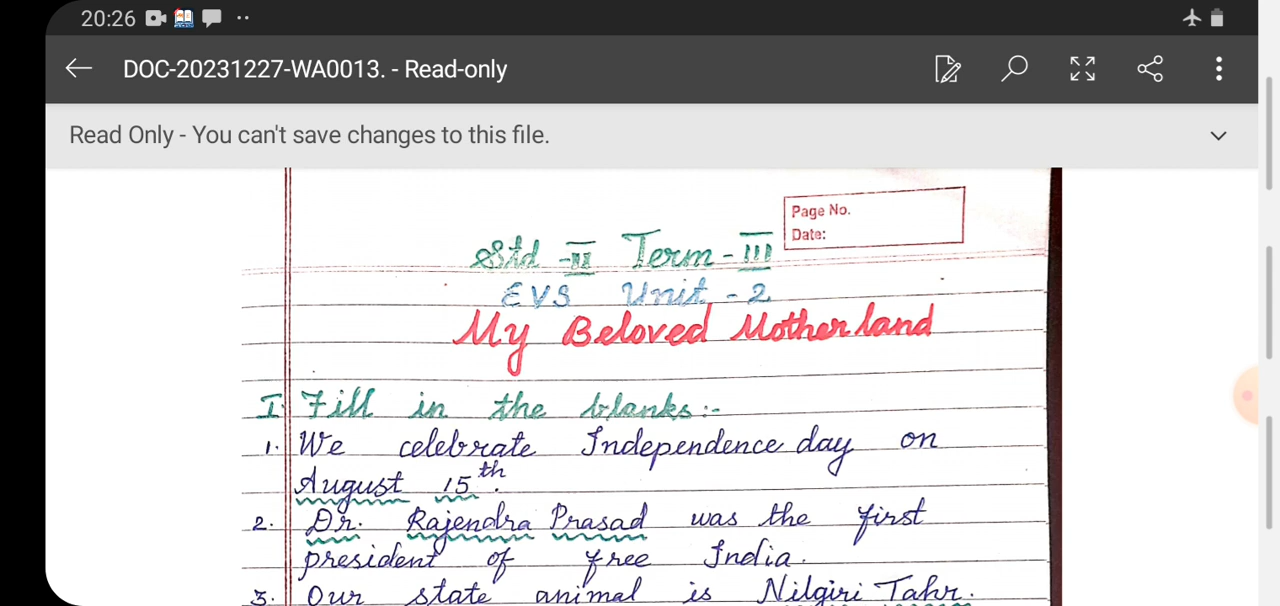 20:26
DOC-20231227-WA0013. - Read-only
Read Only - You can't save changes to this file.
Page No.
Date:
Std - II Term - III
EVS Unit - 2
My Beloved Motherland
I. Fill in the blanks:-
1. We celebrate Independence day on
August 15th.
2. Dr. Rajendra Prasad was the first
president of free India.
3. Our state animal is Nilgiri Tahr.